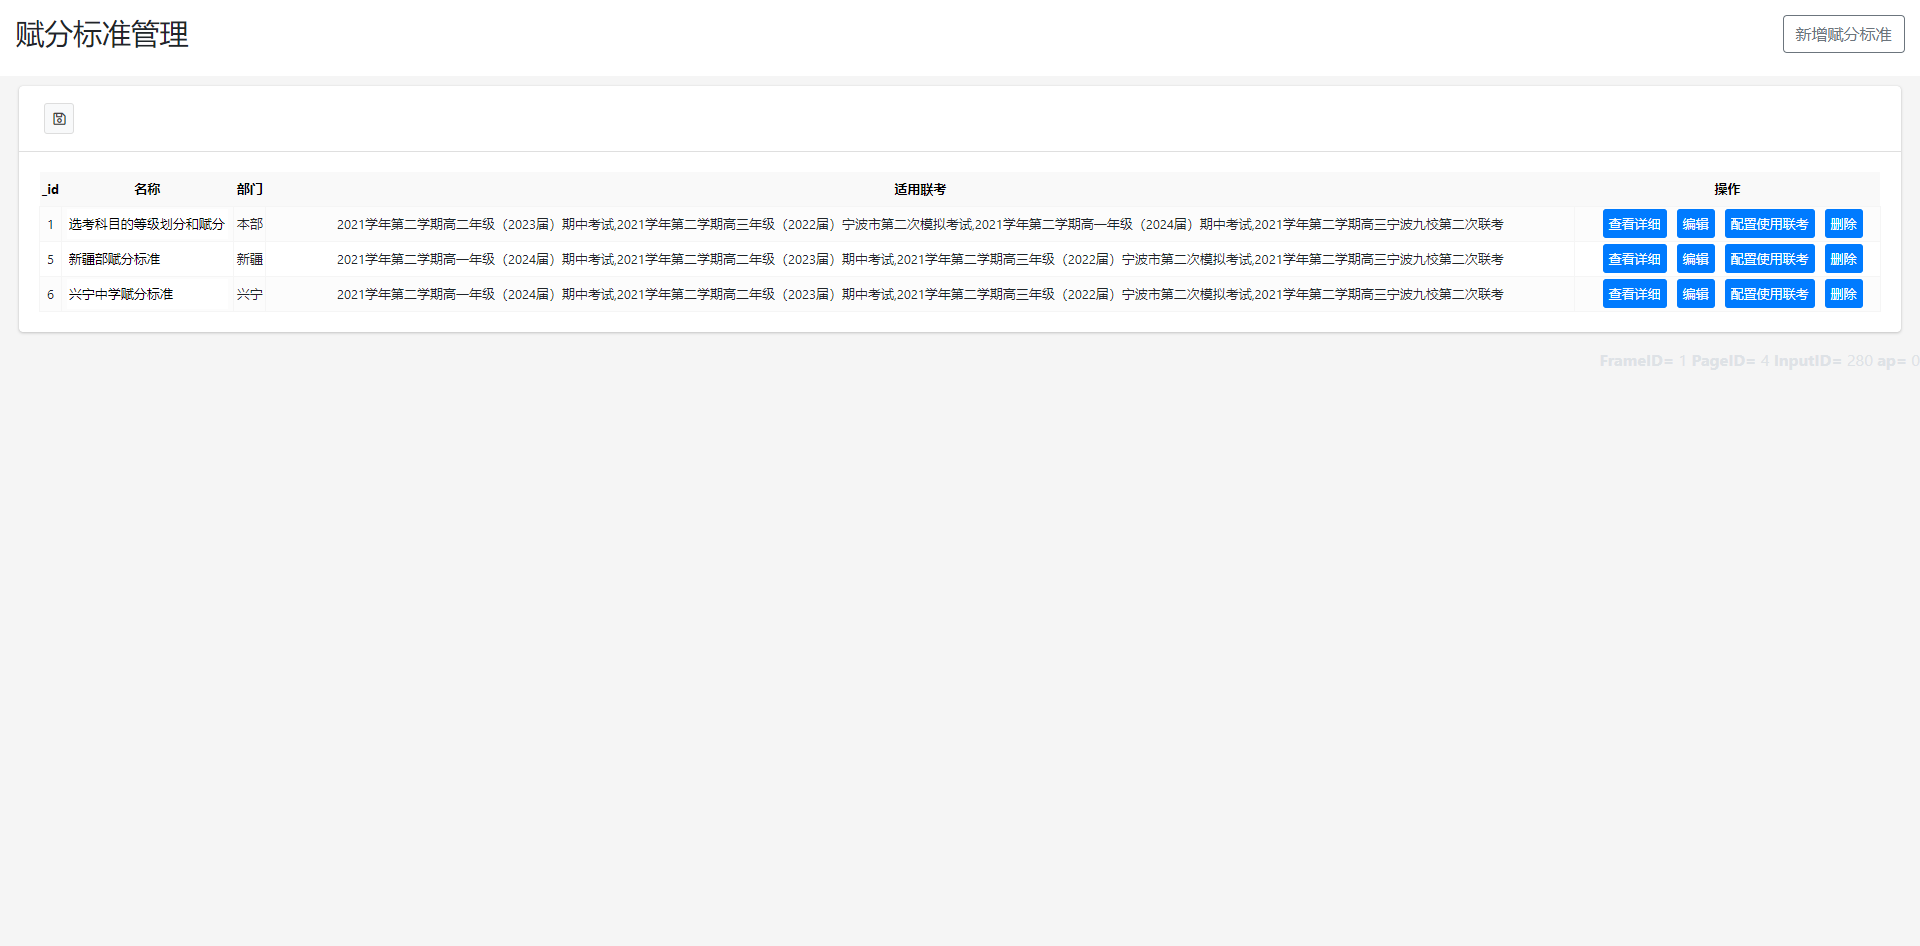 赋分标准管理
新增赋分标准
_id 名称 部门 适用联考 操作
1 选考科目的等级划分和赋分 本部 2021学年第二学期高二年级（2023届）期中考试,2021学年第二学期高三年级（2022届）宁波市第二次模拟考试,2021学年第二学期高一年级（2024届）期中考试,2021学年第二学期高三宁波九校第二次联考 查看详细 编辑 配置使用联考 删除
5 新疆部赋分标准 新疆 2021学年第二学期高一年级（2024届）期中考试,2021学年第二学期高二年级（2023届）期中考试,2021学年第二学期高三年级（2022届）宁波市第二次模拟考试,2021学年第二学期高三宁波九校第二次联考 查看详细 编辑 配置使用联考 删除
6 兴宁中学赋分标准 兴宁 2021学年第二学期高一年级（2024届）期中考试,2021学年第二学期高二年级（2023届）期中考试,2021学年第二学期高三年级（2022届）宁波市第二次模拟考试,2021学年第二学期高三宁波九校第二次联考 查看详细 编辑 配置使用联考 删除
FrameID= 1 PageID= 4 InputID= 280 ap= 0